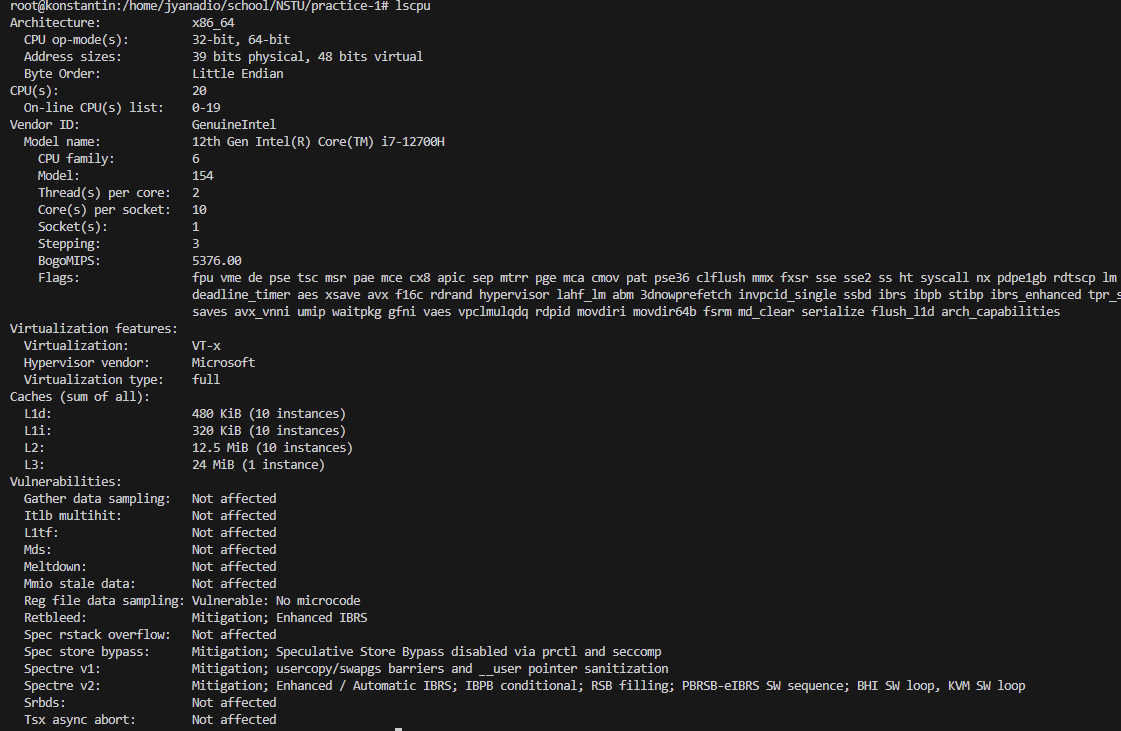 root@konstantin:/home/jyanadio/school/NSTU/practice-1# lscpu
Architecture: x86_64
CPU op-mode(s): 32-bit, 64-bit
Address sizes: 39 bits physical, 48 bits virtual
Byte Order: Little Endian
CPU(s): 20
On-line CPU(s) list: 0-19
Vendor ID: GenuineIntel
Model name: 12th Gen Intel(R) Core(TM) i7-12700H
CPU family: 6
Model: 154
Thread(s) per core: 2
Core(s) per socket: 10
Socket(s): 1
Stepping: 3
BogoMIPS: 5376.00
Flags: fpu vme de pse tsc msr pae mce cx8 apic sep mtrr pge mca cmov pat pse36 clflush mmx fxsr sse sse2 ss ht syscall nx pdpe1gb rdtscp lm
deadline_timer aes xsave avx f16c rdrand hypervisor lahf_lm abm 3dnowprefetch invpcid_single ssbd ibrs ibpb stibp ibrs_enhanced tpr_s
saves avx_vnni umip waitpkg gfni vaes vpclmulqdq rdpid movdiri movdir64b fsrm md_clear serialize flush_l1d arch_capabilities
Virtualization features:
Virtualization: VT-x
Hypervisor vendor: Microsoft
Virtualization type: full
Caches (sum of all):
L1d: 480 KiB (10 instances)
L1i: 320 KiB (10 instances)
L2: 12.5 MiB (10 instances)
L3: 24 MiB (1 instance)
Vulnerabilities:
Gather data sampling: Not affected
Itlb multihit: Not affected
L1tf: Not affected
Mds: Not affected
Meltdown: Not affected
Mmio stale data: Not affected
Reg file data sampling: Vulnerable: No microcode
Retbleed: Mitigation; Enhanced IBRS
Spec rstack overflow: Not affected
Spec store bypass: Mitigation; Speculative Store Bypass disabled via prctl and seccomp
Spectre v1: Mitigation; usercopy/swapgs barriers and __user pointer sanitization
Spectre v2: Mitigation; Enhanced / Automatic IBRS; IBPB conditional; RSB filling; PBRSB-eIBRS SW sequence; BHI SW loop, KVM SW loop
Srbds: Not affected
Tsx async abort: Not affected